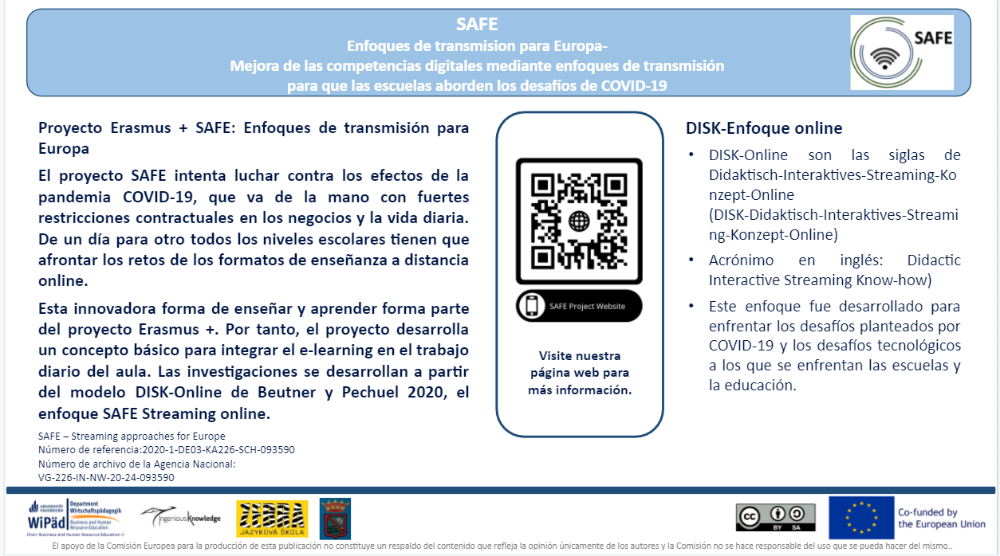 SAFE
Enfoques de transmision para Europa-
Mejora de las competencias digitales mediante enfoques de transmisión
para que las escuelas aborden los desafíos de COVID-19
SAFE
Proyecto Erasmus + SAFE: Enfoques de transmisión para
Europa
El proyecto SAFE intenta luchar contra los efectos de la
pandemia COVID-19, que va de la mano con fuertes
restricciones contractuales en los negocios y la vida diaria.
De un día para otro todos los niveles escolares tienen que
afrontar los retos de los formatos de enseñanza a distancia
online.
Esta innovadora forma de enseñar y aprender forma parte
del proyecto Erasmus +. Por tanto, el proyecto desarrolla
un concepto básico para integrar el e-learning en el trabajo
diario del aula. Las investigaciones se desarrollan a partir
del modelo DISK-Online de Beutner y Pechuel 2020, el
enfoque SAFE Streaming online.
SAFE – Streaming approaches for Europe
Número de referencia:2020-1-DE03-KA226-SCH-093590
Número de archivo de la Agencia Nacional:
VG-226-IN-NW-20-24-093590
SAFE Project Website
Visite nuestra
página web para
más información.
DISK-Enfoque online
• DISK-Online son las siglas de
Didaktisch-Interaktives-Streaming-Ko
nzept-Online
(DISK-Didaktisch-Interaktives-Streami
ng-Konzept-Online)
• Acrónimo en inglés: Didactic
Interactive Streaming Know-how)
• Este enfoque fue desarrollado para
enfrentar los desafíos planteados por
COVID-19 y los desafíos tecnológicos
a los que se enfrentan las escuelas y
la educación.
UNIVERSITÄT
PADERBORN
WiPäd
Department
Wirtschaftspädagogik
Business and Human
Resource Education
Chair Business and Human Resource Education II
IngeniousKnowledge
ZEBRA
JAZYKOVÁ ŠKOLA
CC
BY SA
Co-funded by
the European Union
El apoyo de la Comisión Europea para la producción de esta publicación no constituye un respaldo del contenido que refleja la opinión únicamente de los autores y la Comisión no se hace responsable del uso que se pueda hacer del mismo..